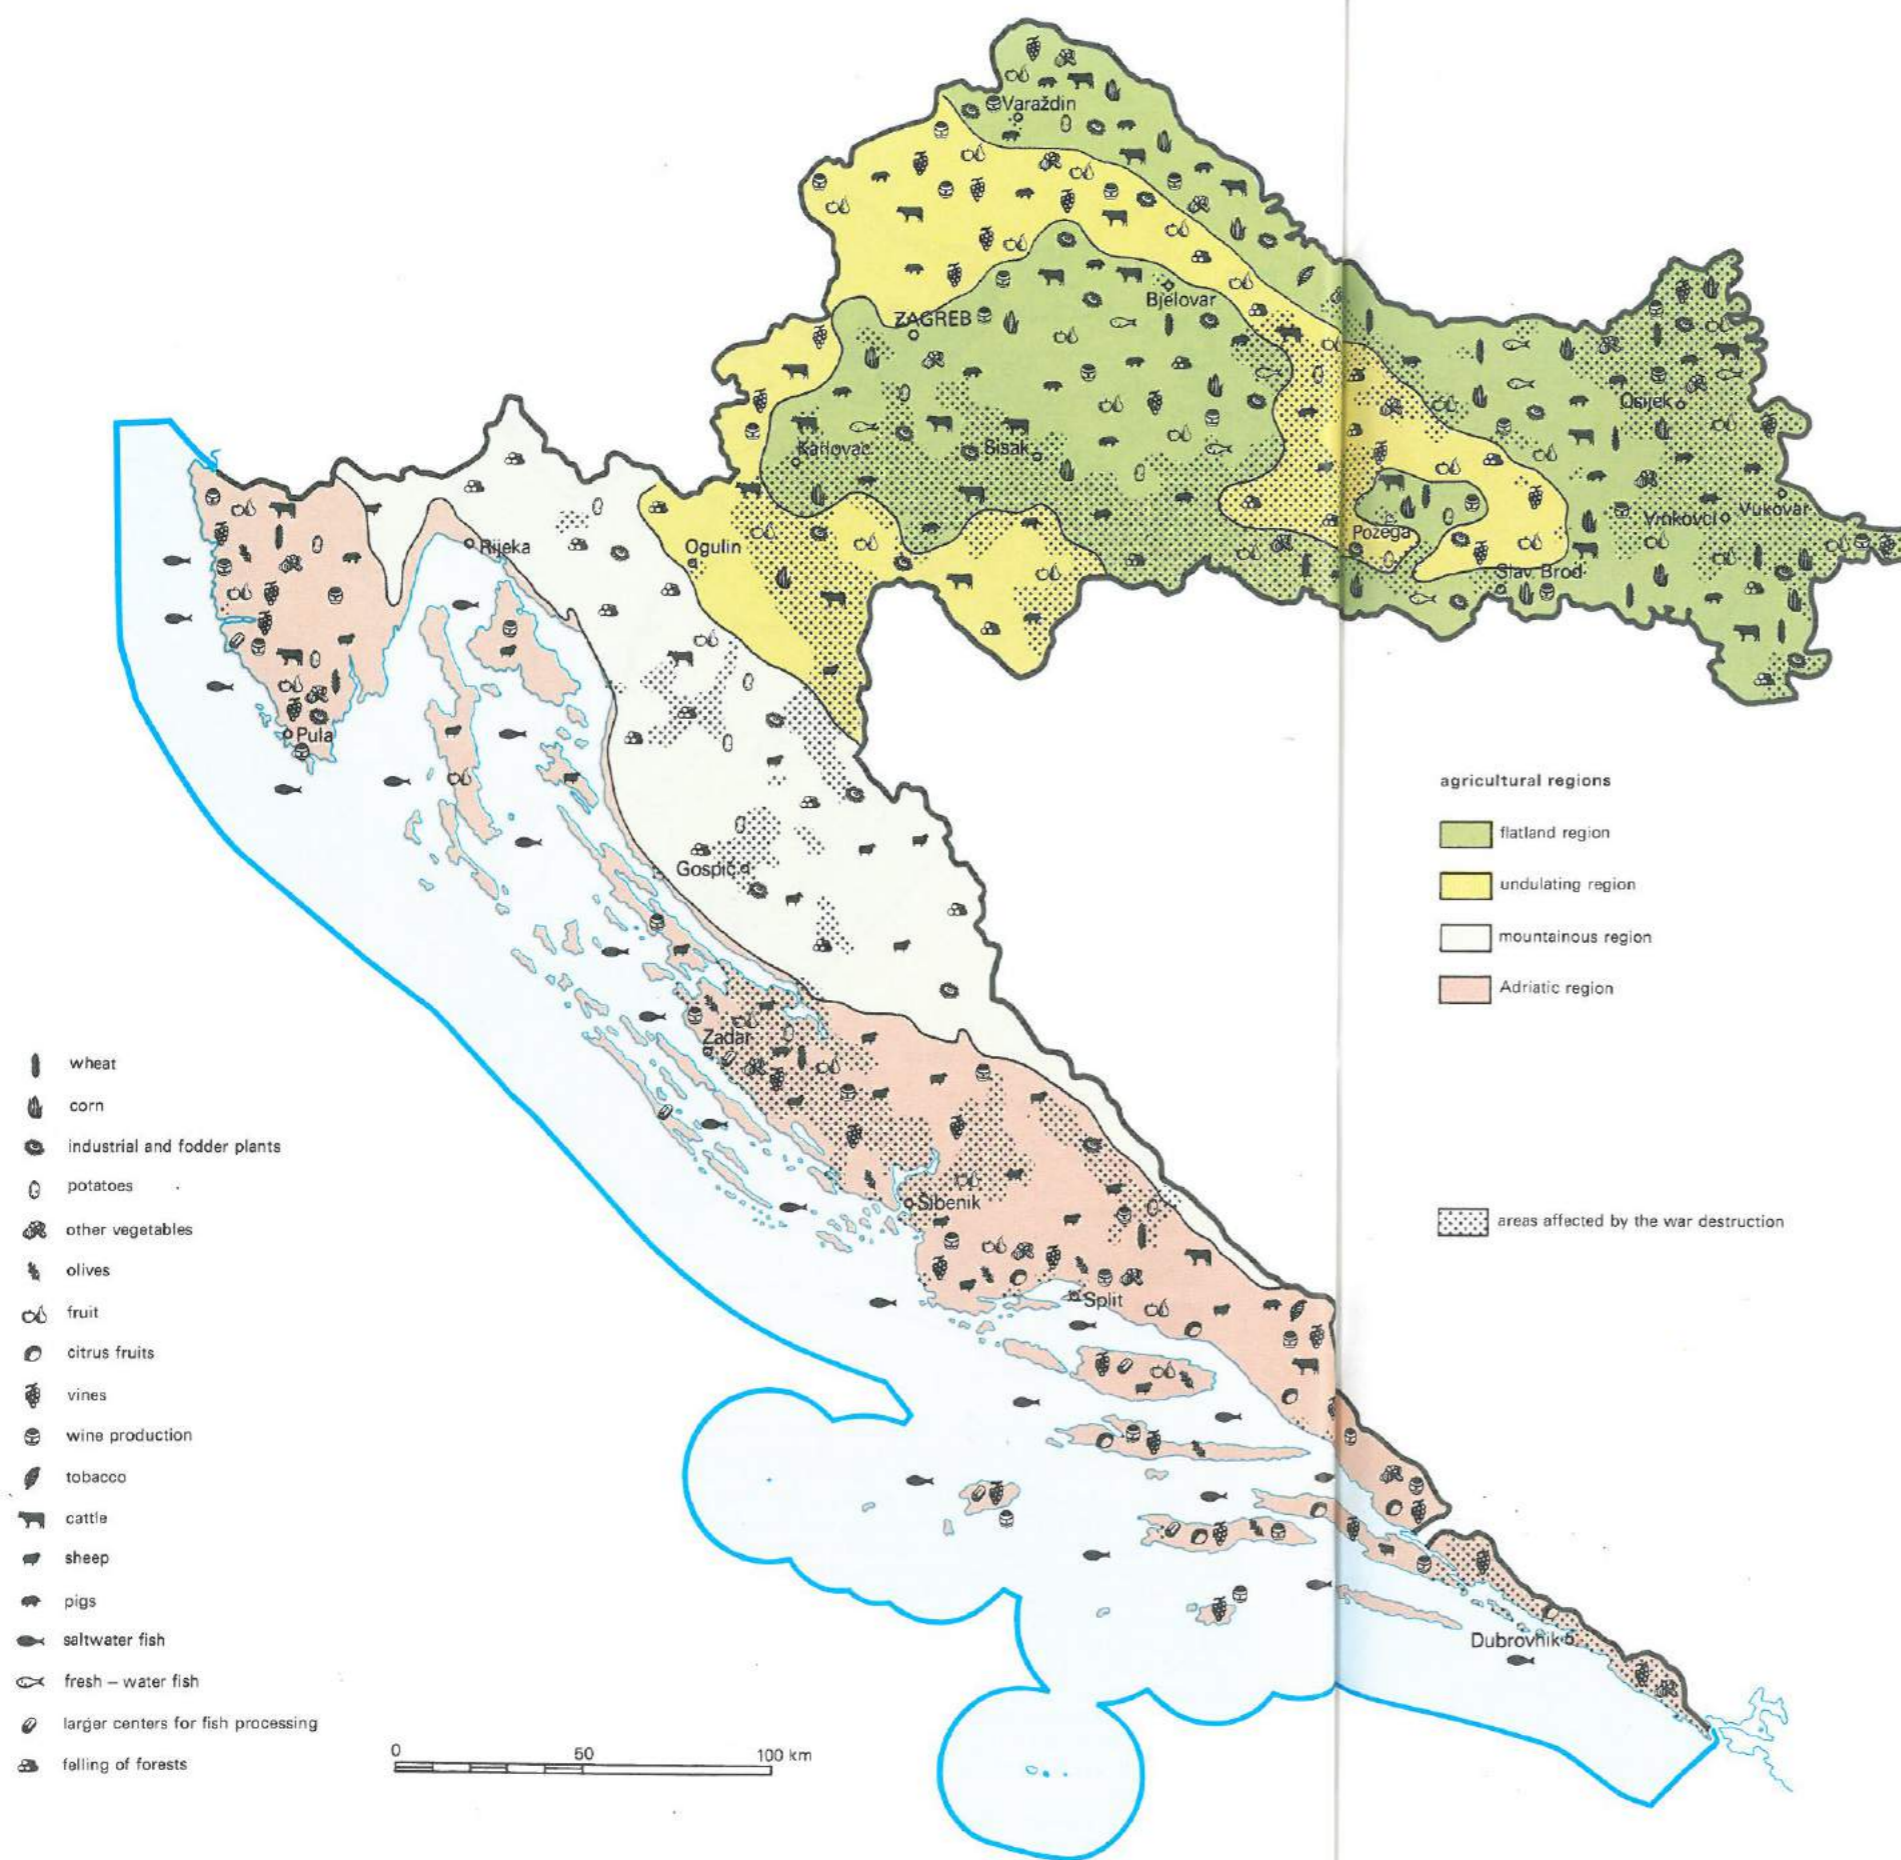 Varaždin
Bjelovar
ZAGREB
Osijek
Karlovac
Sisak
Vinkovci
Vukovar
Požega
Rijeka
Ogulin
Slav. Brod
Pula
agricultural regions
flatland region
undulating region
Gospić
mountainous region
Adriatic region
Zadar
wheat
corn
industrial and fodder plants
potatoes
Šibenik
areas affected by the war destruction
other vegetables
olives
Split
fruit
citrus fruits
vines
wine production
tobacco
cattle
sheep
pigs
saltwater fish
Dubrovnik
fresh – water fish
larger centers for fish processing
0 50 100 km
felling of forests